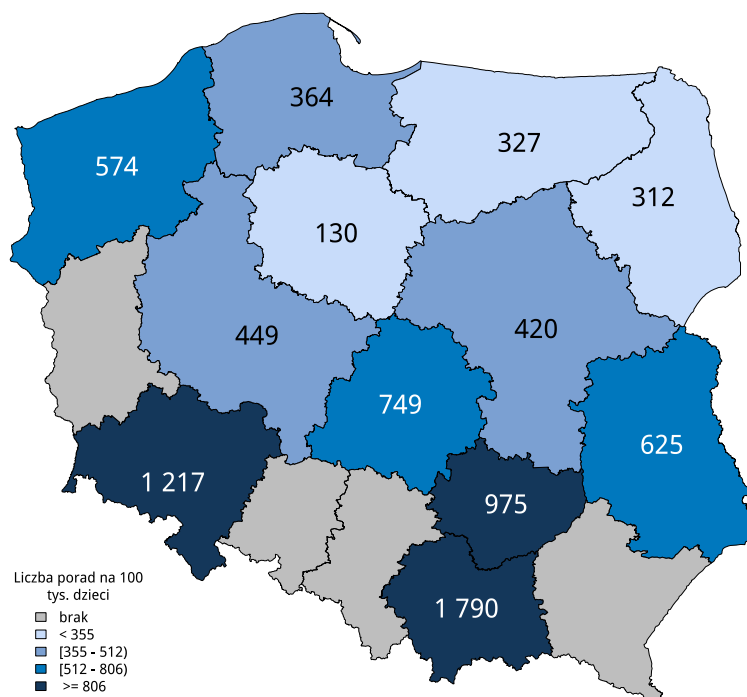 364
327
574
312
130
449
420
749
625
1 217
975
1 790
Liczba porad na 100
tys. dzieci
brak
< 355
[355 - 512)
[512 - 806)
>= 806